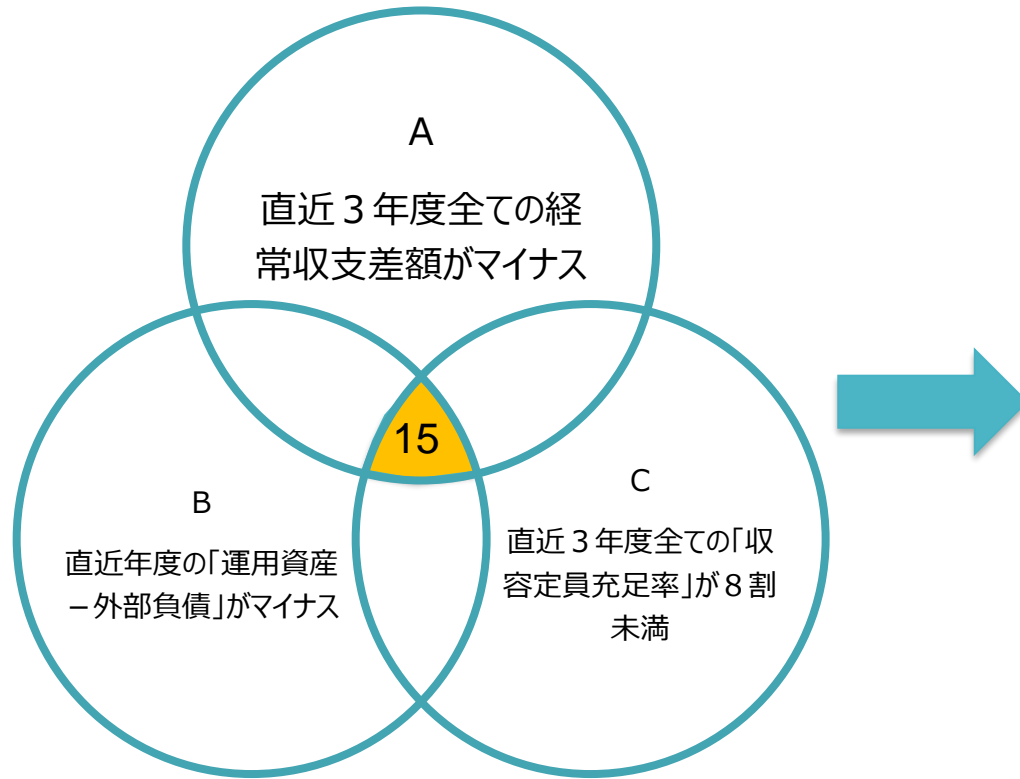 A
直近３年度全ての経
常収支差額がマイナス
15
B
直近年度の「運用資産
－外部負債」がマイナス
C
直近３年度全ての「収
容定員充足率」が８割
未満